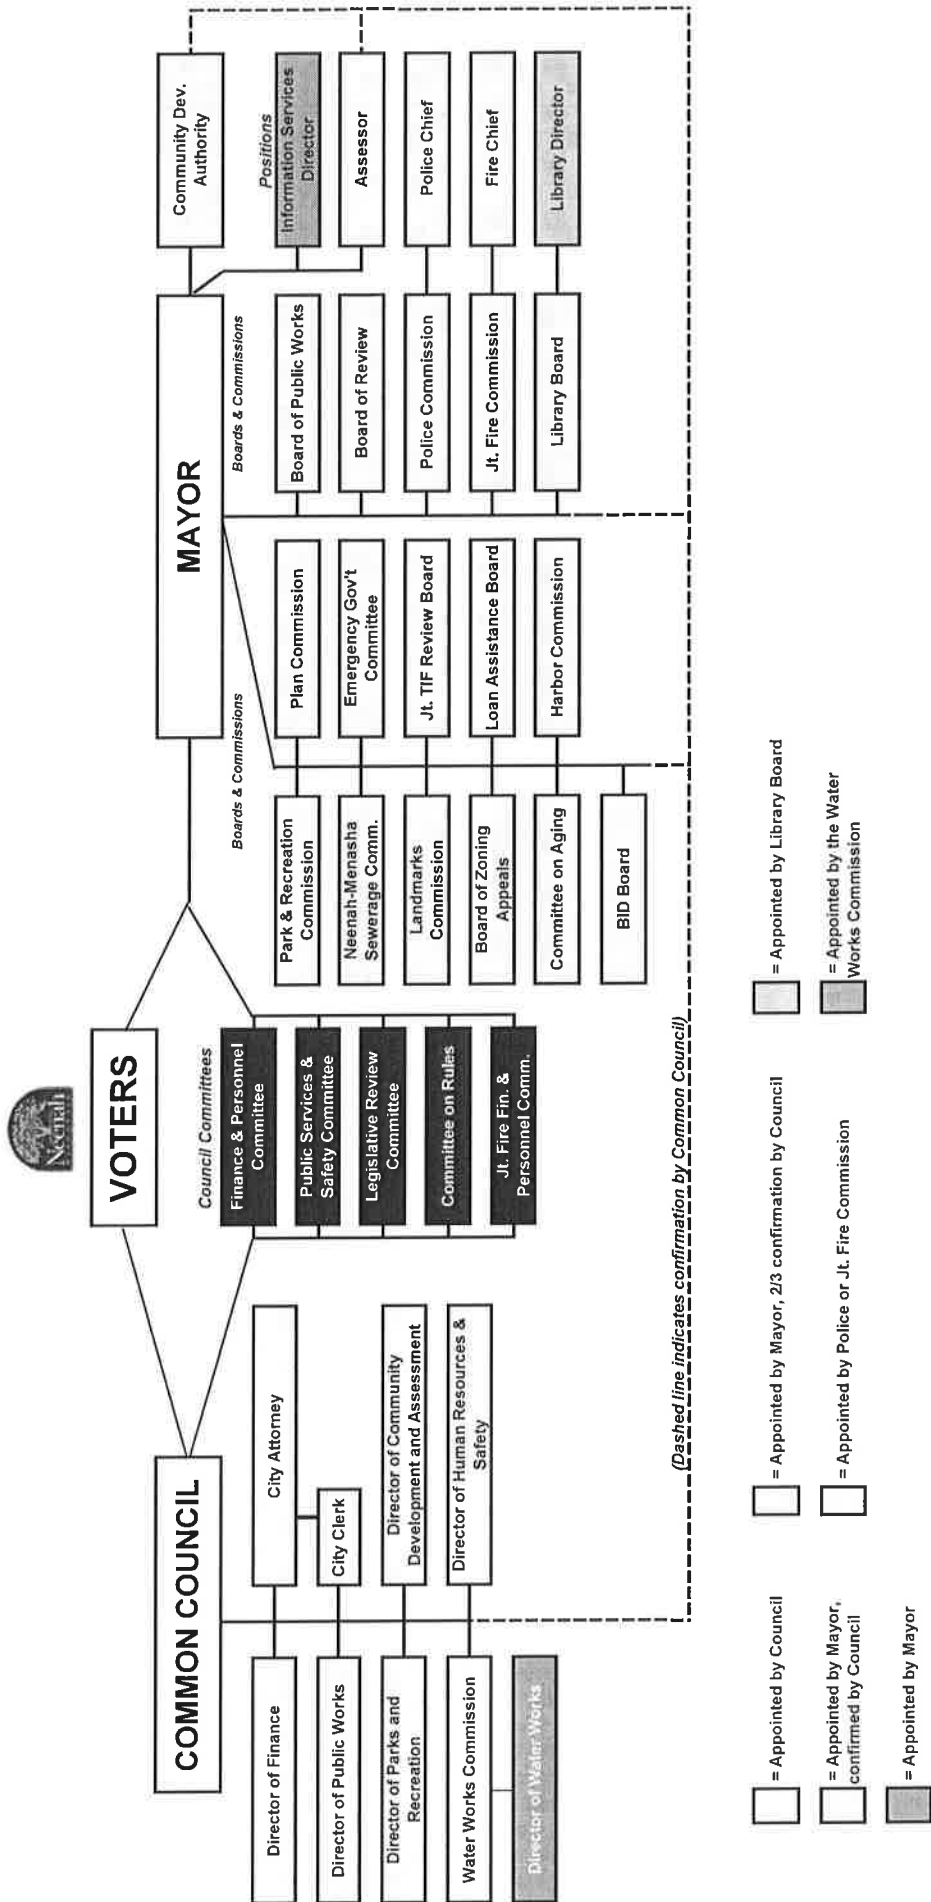 Neenah
VOTERS
COMMON COUNCIL
MAYOR
Community Dev.
Authority
Council Committees
Finance & Personnel
Committee
Public Services &
Safety Committee
Legislative Review
Committee
Committee on Rules
Jt. Fire Fin. &
Personnel Comm.
Director of Finance
City Attorney
Director of Public Works
City Clerk
Director of Parks and
Recreation
Director of Community
Development and Assessment
Water Works Commission
Director of Human Resources &
Safety
Director of Water Works
Boards & Commissions
Park & Recreation
Commission
Plan Commission
Neenah-Menasha
Sewerage Comm.
Emergency Gov't
Committee
Landmarks
Commission
Jt. TIF Review Board
Board of Zoning
Appeals
Loan Assistance Board
Committee on Aging
Harbor Commission
BID Board
Boards & Commissions
Board of Public Works
Board of Review
Police Commission
Jt. Fire Commission
Library Board
Positions
Information Services
Director
Assessor
Police Chief
Fire Chief
Library Director
(Dashed line indicates confirmation by Common Council)
= Appointed by Council
= Appointed by Mayor,
confirmed by Council
= Appointed by Mayor
= Appointed by Mayor, 2/3 confirmation by Council
= Appointed by Police or Jt. Fire Commission
= Appointed by Library Board
= Appointed by the Water
Works Commission